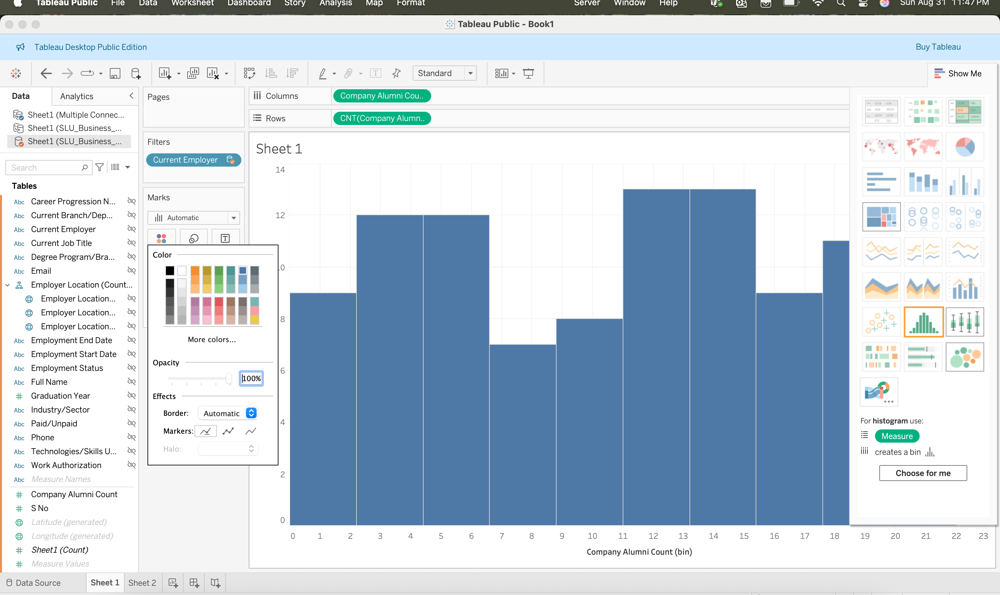 Tableau Public File Data Worksheet Dashboard Story Analysis Map Format Server Window Help Sun Aug 31 11:47 PM
Tableau Public - Book1
Tableau Desktop Public Edition
Buy Tableau
Standard
Show Me
Data
Analytics
Sheet1 (Multiple Connec...
Sheet1 (SLU_Business_...
Sheet1 (SLU_Business_...
Search
Tables
Abc Career Progression N...
Abc Current Branch/Dep...
Abc Current Employer
Abc Current Job Title
Abc Degree Program/Bra...
Abc Email
Employer Location (Count...
Employer Location...
Employer Location...
Employer Location...
Abc Employment End Date
Abc Employment Start Date
Abc Employment Status
Abc Full Name
Graduation Year
Abc Industry/Sector
Abc Paid/Unpaid
Abc Phone
Abc Technologies/Skills U...
Abc Work Authorization
Abc Measure Names
Company Alumni Count
S No
Latitude (generated)
Longitude (generated)
Sheet1 (Count)
Measure Values
Pages
Filters
Current Employer
Marks
Automatic
T
Color
More colors...
Opacity
100%
Effects
Border: Automatic
Markers:
Halo:
Columns
Company Alumni Cou..
Rows
CNT(Company Alumn..
Sheet 1
14
12
.0
8
6
4
2
0
0 1 2 3 4 5 6 7 8 9 10 11 12 13 14 15 16 17 18 19 20 21 22 23
Company Alumni Count (bin)
For histogram use:
Measure
creates a bin
Choose for me
Data Source
Sheet 1
Sheet 2